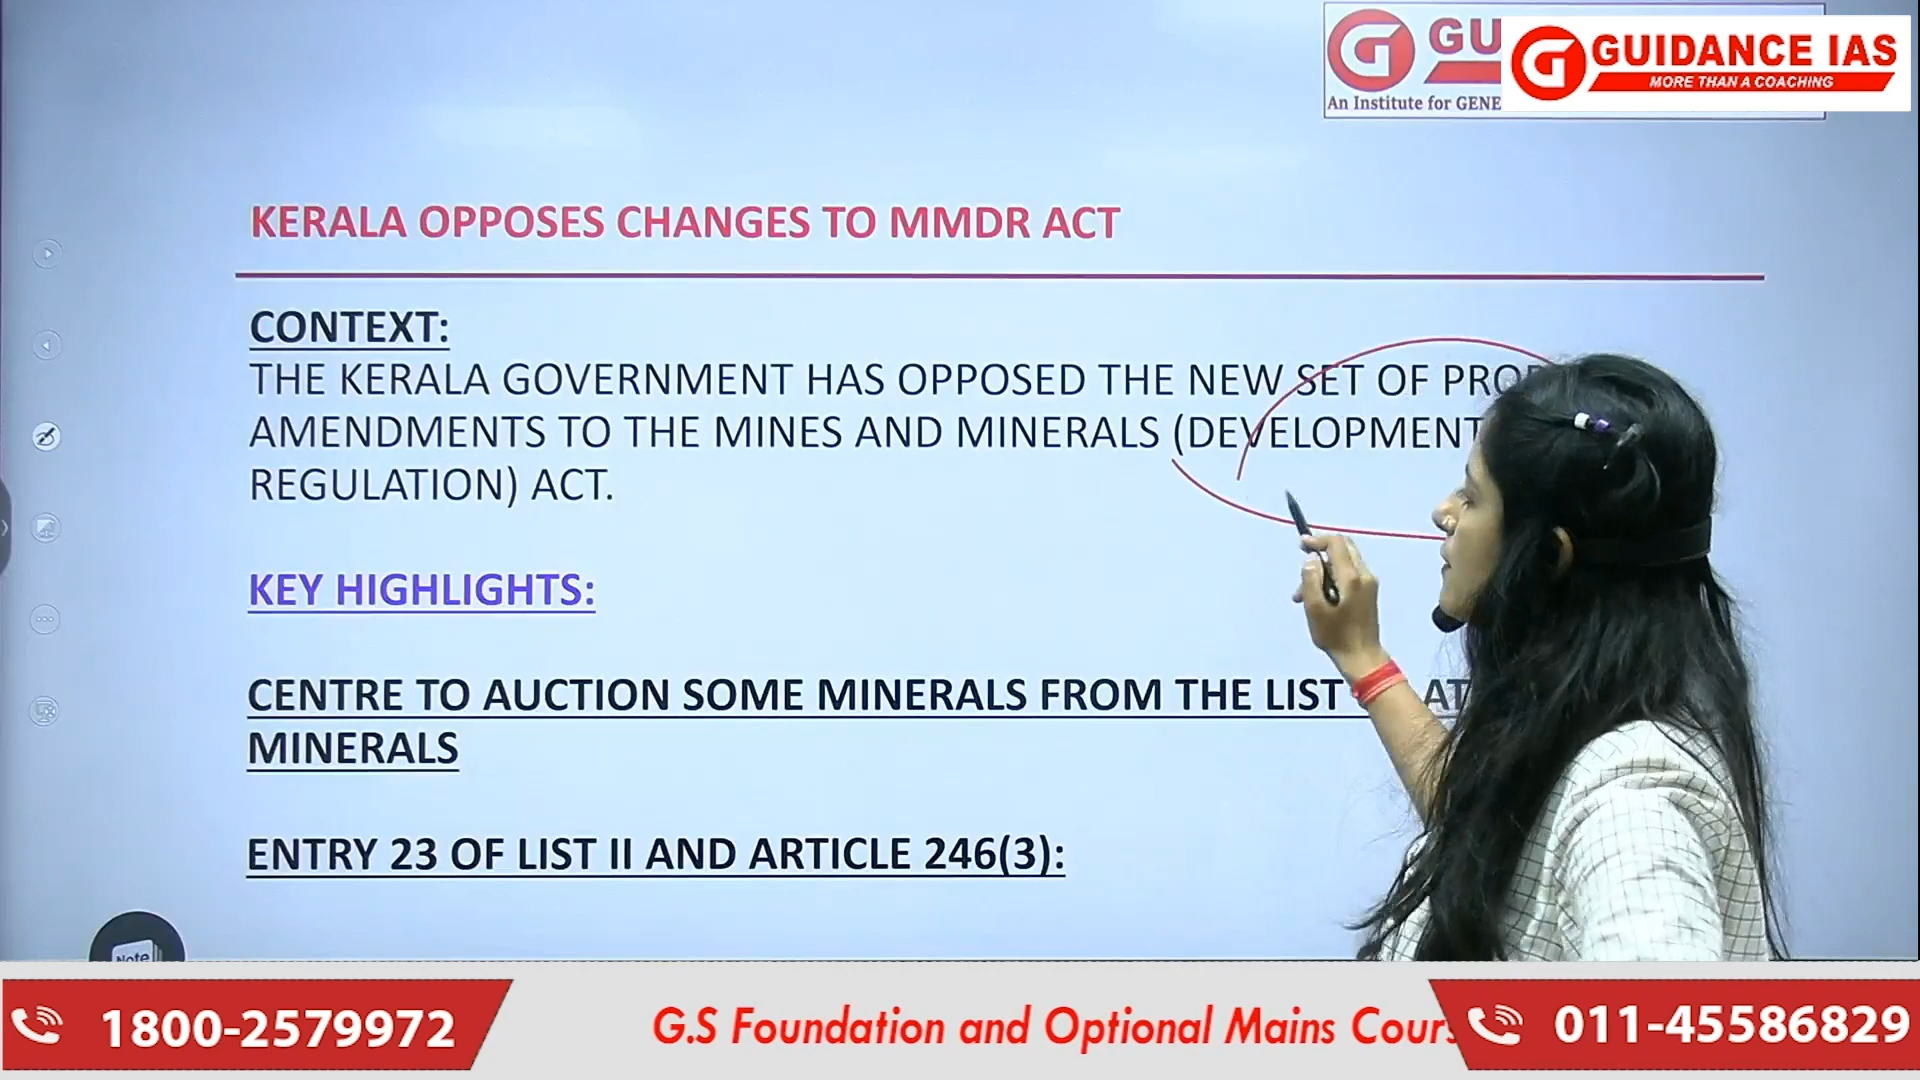 GU
An Institute for GENE
GUIDANCE IAS
MORE THAN A COACHING
KERALA OPPOSES CHANGES TO MMDR ACT
CONTEXT:
THE KERALA GOVERNMENT HAS OPPOSED THE NEW SET OF
AMENDMENTS TO THE MINES AND MINERALS (DEVELOPMENT
REGULATION) ACT.
KEY HIGHLIGHTS:
CENTRE TO AUCTION SOME MINERALS FROM THE LIST
MINERALS
ENTRY 23 OF LIST II AND ARTICLE 246(3):
Note
1800-2579972
G.S Foundation and Optional Mains Cours
011-45586829